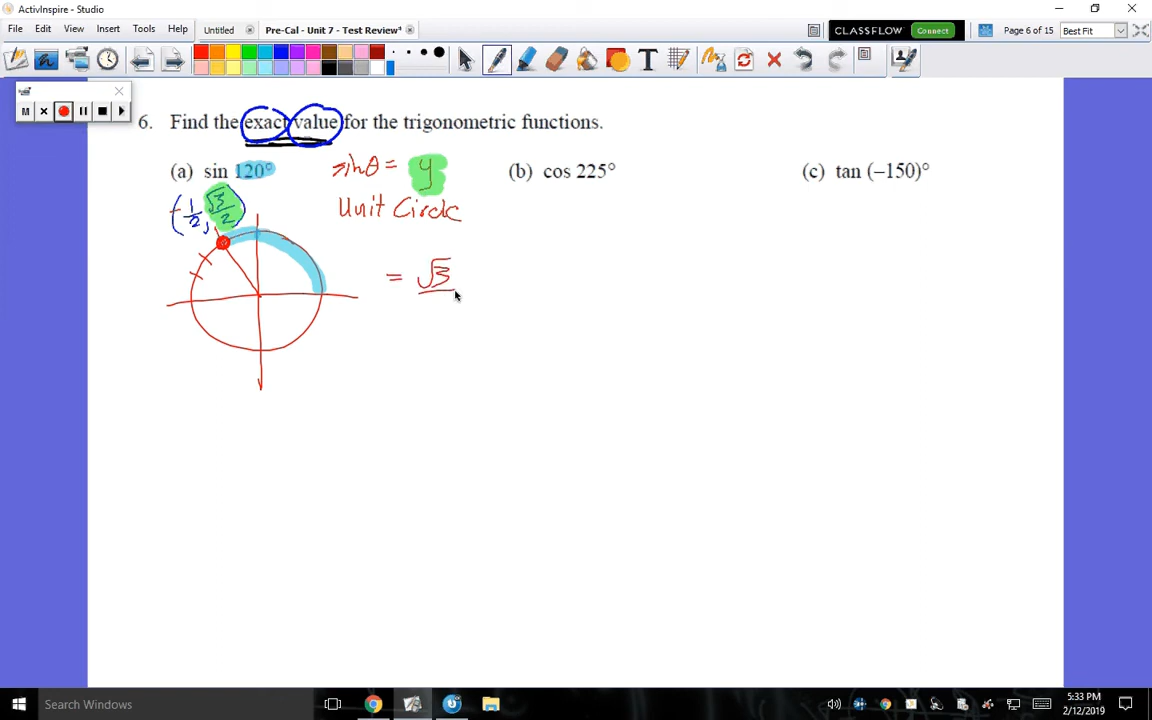 ActivInspire - Studio
File Edit View Insert Tools Help Untitled Pre-Cal - Unit 7 - Test Review* CLASSFLOW Connect Page 6 of 15 Best Fit
6. Find the exact value for the trigonometric functions.
(a) sin 120° sinθ = y (b) cos 225° (c) tan (−150)°
(-1/2, √3/2) Unit Circle
= √3
Search Windows
5:33 PM
2/12/2019